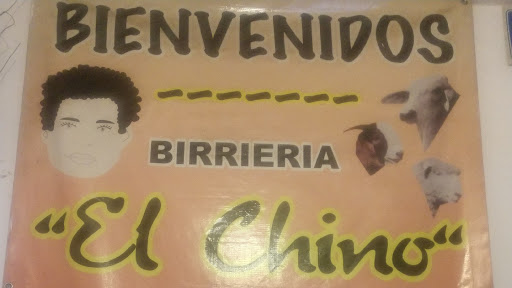 BIENVENIDOS
-------
BIRRIERIA
"El Chino"